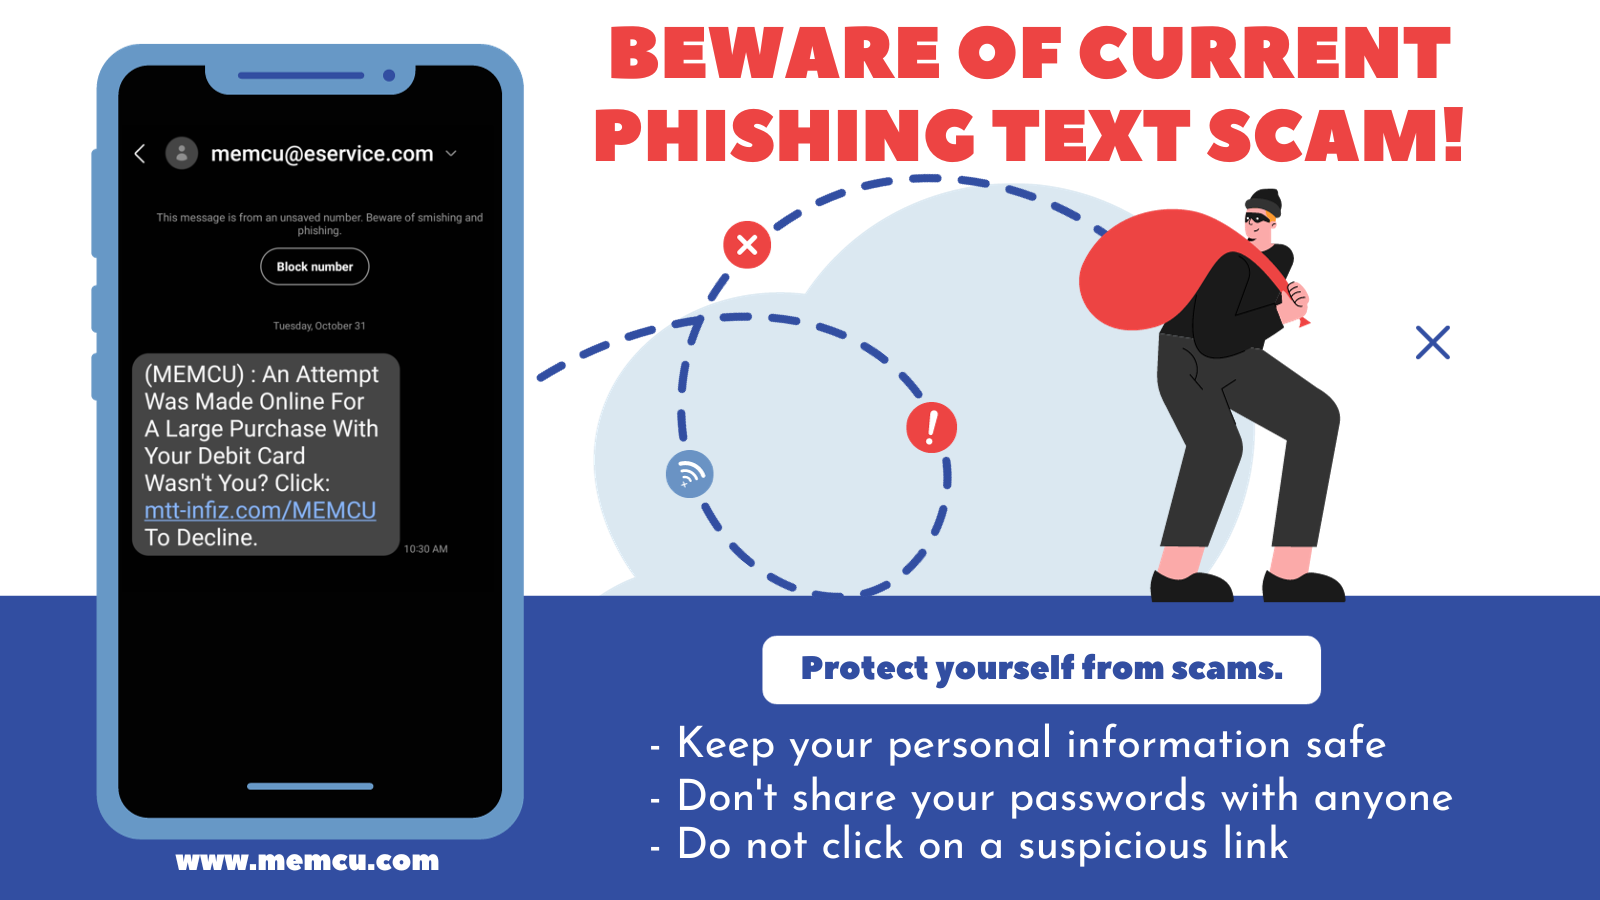 BEWARE OF CURRENT
PHISHING TEXT SCAM!
memcu@eservice.com
This message is from an unsaved number. Beware of smishing and
phishing.
Block number
Tuesday, October 31
(MEMCU) : An Attempt
Was Made Online For
A Large Purchase With
Your Debit Card
Wasn't You? Click:
mtt-infiz.com/MEMCU
To Decline.
10:30 AM
www.memcu.com
Protect yourself from scams.
- Keep your personal information safe
- Don't share your passwords with anyone
- Do not click on a suspicious link